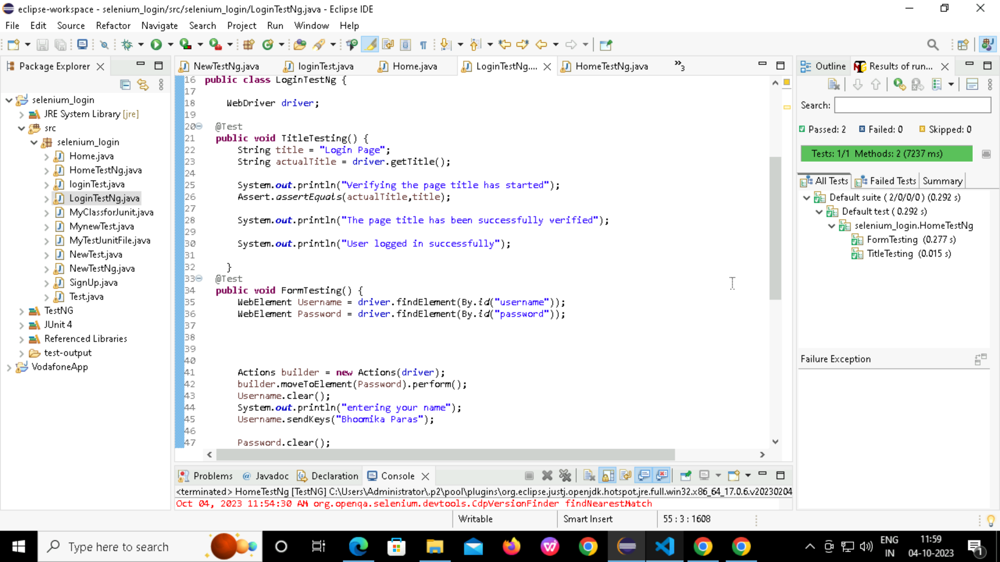 eclipse-workspace - selenium_login/src/selenium_login/LoginTestNg.java - Eclipse IDE
File Edit Source Refactor Navigate Search Project Run Window Help
Package Explorer
selenium_login
JRE System Library [jre]
src
selenium_login
Home.java
HomeTestNg.java
loginTest.java
LoginTestNg.java
MyClassforJunit.java
MynewTest.java
MyTestJunitFile.java
NewTest.java
NewTestNg.java
SignUp.java
Test.java
TestNG
JUnit 4
Referenced Libraries
test-output
VodafoneApp
NewTestNg.java loginTest.java Home.java LoginTestNg.... HomeTestNg.java »3
16 public class LoginTestNg {
17
18 WebDriver driver;
19
20 @Test
21 public void TitleTesting() {
22 String title = "Login Page";
23 String actualTitle = driver.getTitle();
24
25 System.out.println("Verifying the page title has started");
26 Assert.assertEquals(actualTitle,title);
27
28 System.out.println("The page title has been successfully verified");
29
30 System.out.println("User logged in successfully");
31
32 }
33 @Test
34 public void FormTesting() {
35 WebElement Username = driver.findElement(By.id("username"));
36 WebElement Password = driver.findElement(By.id("password"));
37
38
39
40
41 Actions builder = new Actions(driver);
42 builder.moveToElement(Password).perform();
43 Username.clear();
44 System.out.println("entering your name");
45 Username.sendKeys("Bhoomika Paras");
46
47 Password.clear();
Outline Results of run...
Search:
Passed: 2 Failed: 0 Skipped: 0
Tests: 1/1 Methods: 2 (7237 ms)
All Tests Failed Tests Summary
Default suite ( 2/0/0/0 ) (0.292 s)
Default test ( 0.292 s)
selenium_login.HomeTestNg
FormTesting (0.277 s)
TitleTesting (0.015 s)
Failure Exception
Problems @ Javadoc Declaration Console
<terminated> HomeTestNg [TestNG] C:\Users\Administrator\.p2\pool\plugins\org.eclipse.justj.openjdk.hotspot.jre.full.win32.x86_64_17.0.6.v20230204
Oct 04, 2023 11:54:30 AM org.openqa.selenium.devtools.CdpVersionFinder findNearestMatch
Writable Smart Insert 55 : 3 : 1608
Type here to search
ENG
IN
11:59
04-10-2023
1